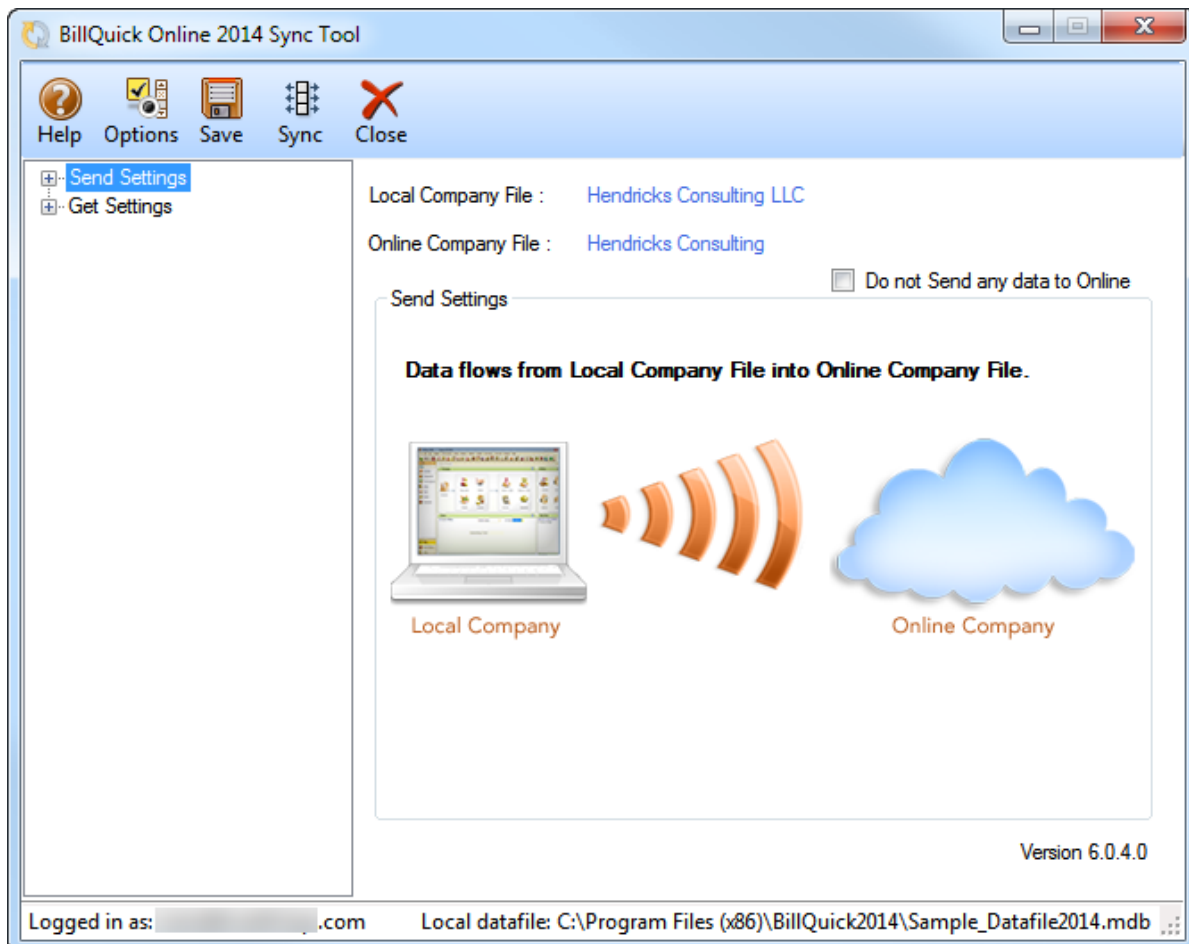 BillQuick Online 2014 Sync Tool
Help Options Save Sync Close
Send Settings
Get Settings
Local Company File : Hendricks Consulting LLC
Online Company File : Hendricks Consulting
Do not Send any data to Online
Send Settings
Data flows from Local Company File into Online Company File.
Local Company
Online Company
Version 6.0.4.0
Logged in as: .com Local datafile: C:\Program Files (x86)\BillQuick2014\Sample_Datafile2014.mdb